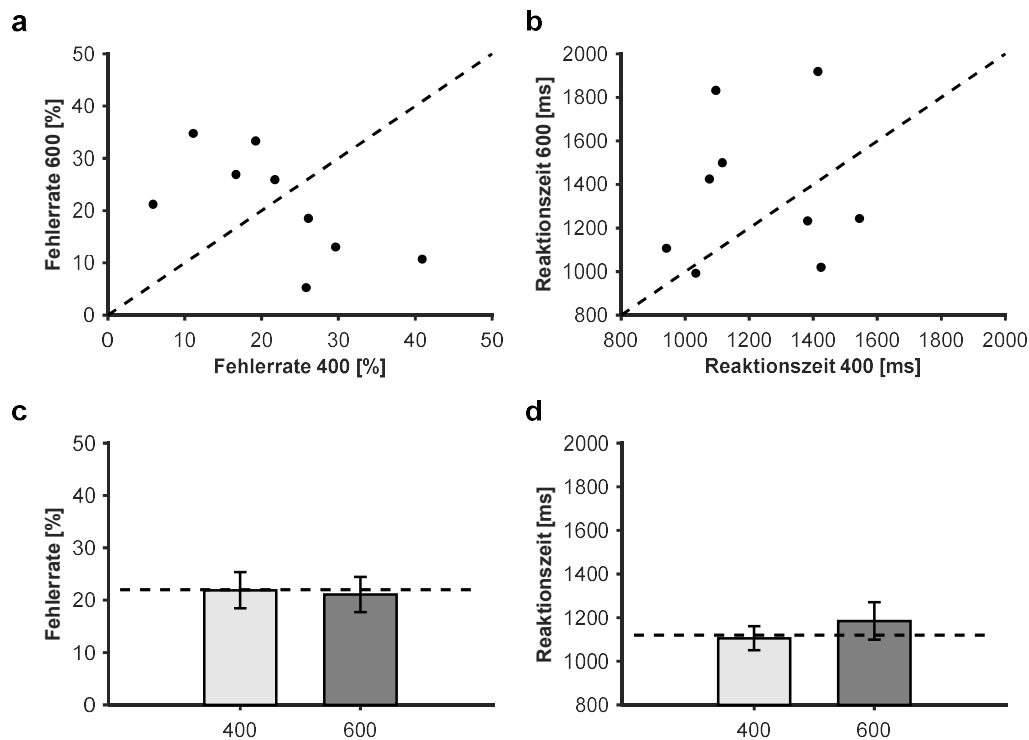 a
50
40
30
20
10
0
Fehlerrate 600 [%]
0 10 20 30 40 50
Fehlerrate 400 [%]
b
2000
1800
1600
1400
1200
1000
800
Reaktionszeit 600 [ms]
800 1000 1200 1400 1600 1800 2000
Reaktionszeit 400 [ms]
c
50
40
30
20
10
0
Fehlerrate [%]
400 600
d
2000
1800
1600
1400
1200
1000
800
Reaktionszeit [ms]
400 600